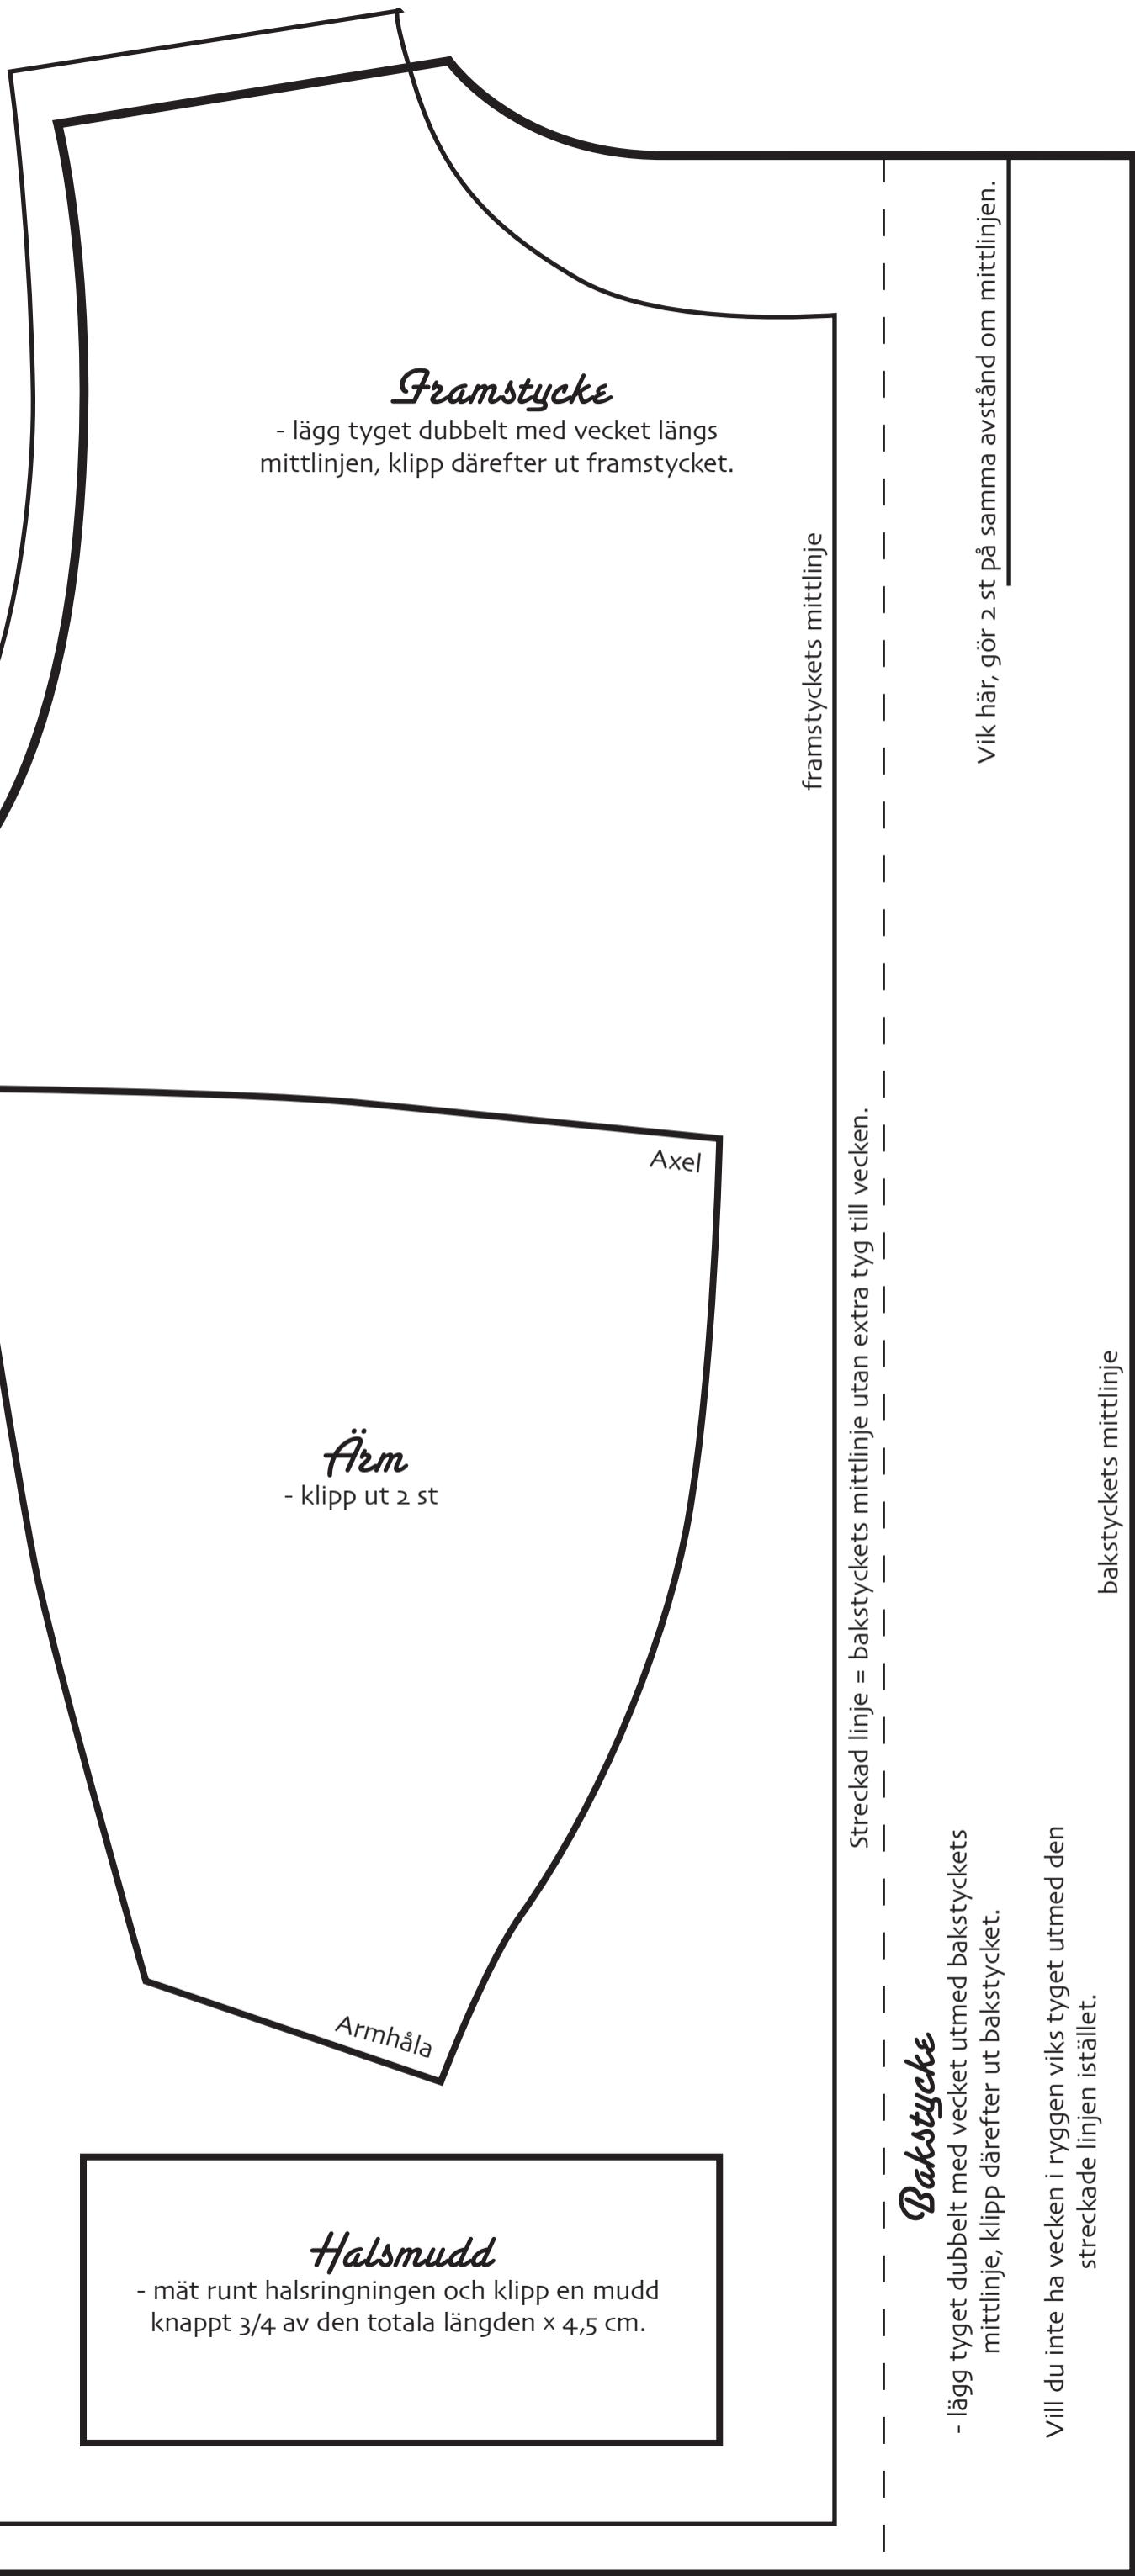 Framstycke
- lägg tyget dubbelt med vecket längs
mittlinjen, klipp därefter ut framstycket.
framstyckets mittlinje
Vik här, gör 2 st på samma avstånd om mittlinjen.
Axel
Ärm
- klipp ut 2 st
Armhåla
Streckad linje = bakstyckets mittlinje utan extra tyg till vecken.
bakstyckets mittlinje
Bakstycke
- lägg tyget dubbelt med vecket utmed bakstyckets
mittlinje, klipp därefter ut bakstycket.
Vill du inte ha vecken i ryggen viks tyget utmed den
streckade linjen istället.
Halsmudd
- mät runt halsringningen och klipp en mudd
knappt 3/4 av den totala längden x 4,5 cm.